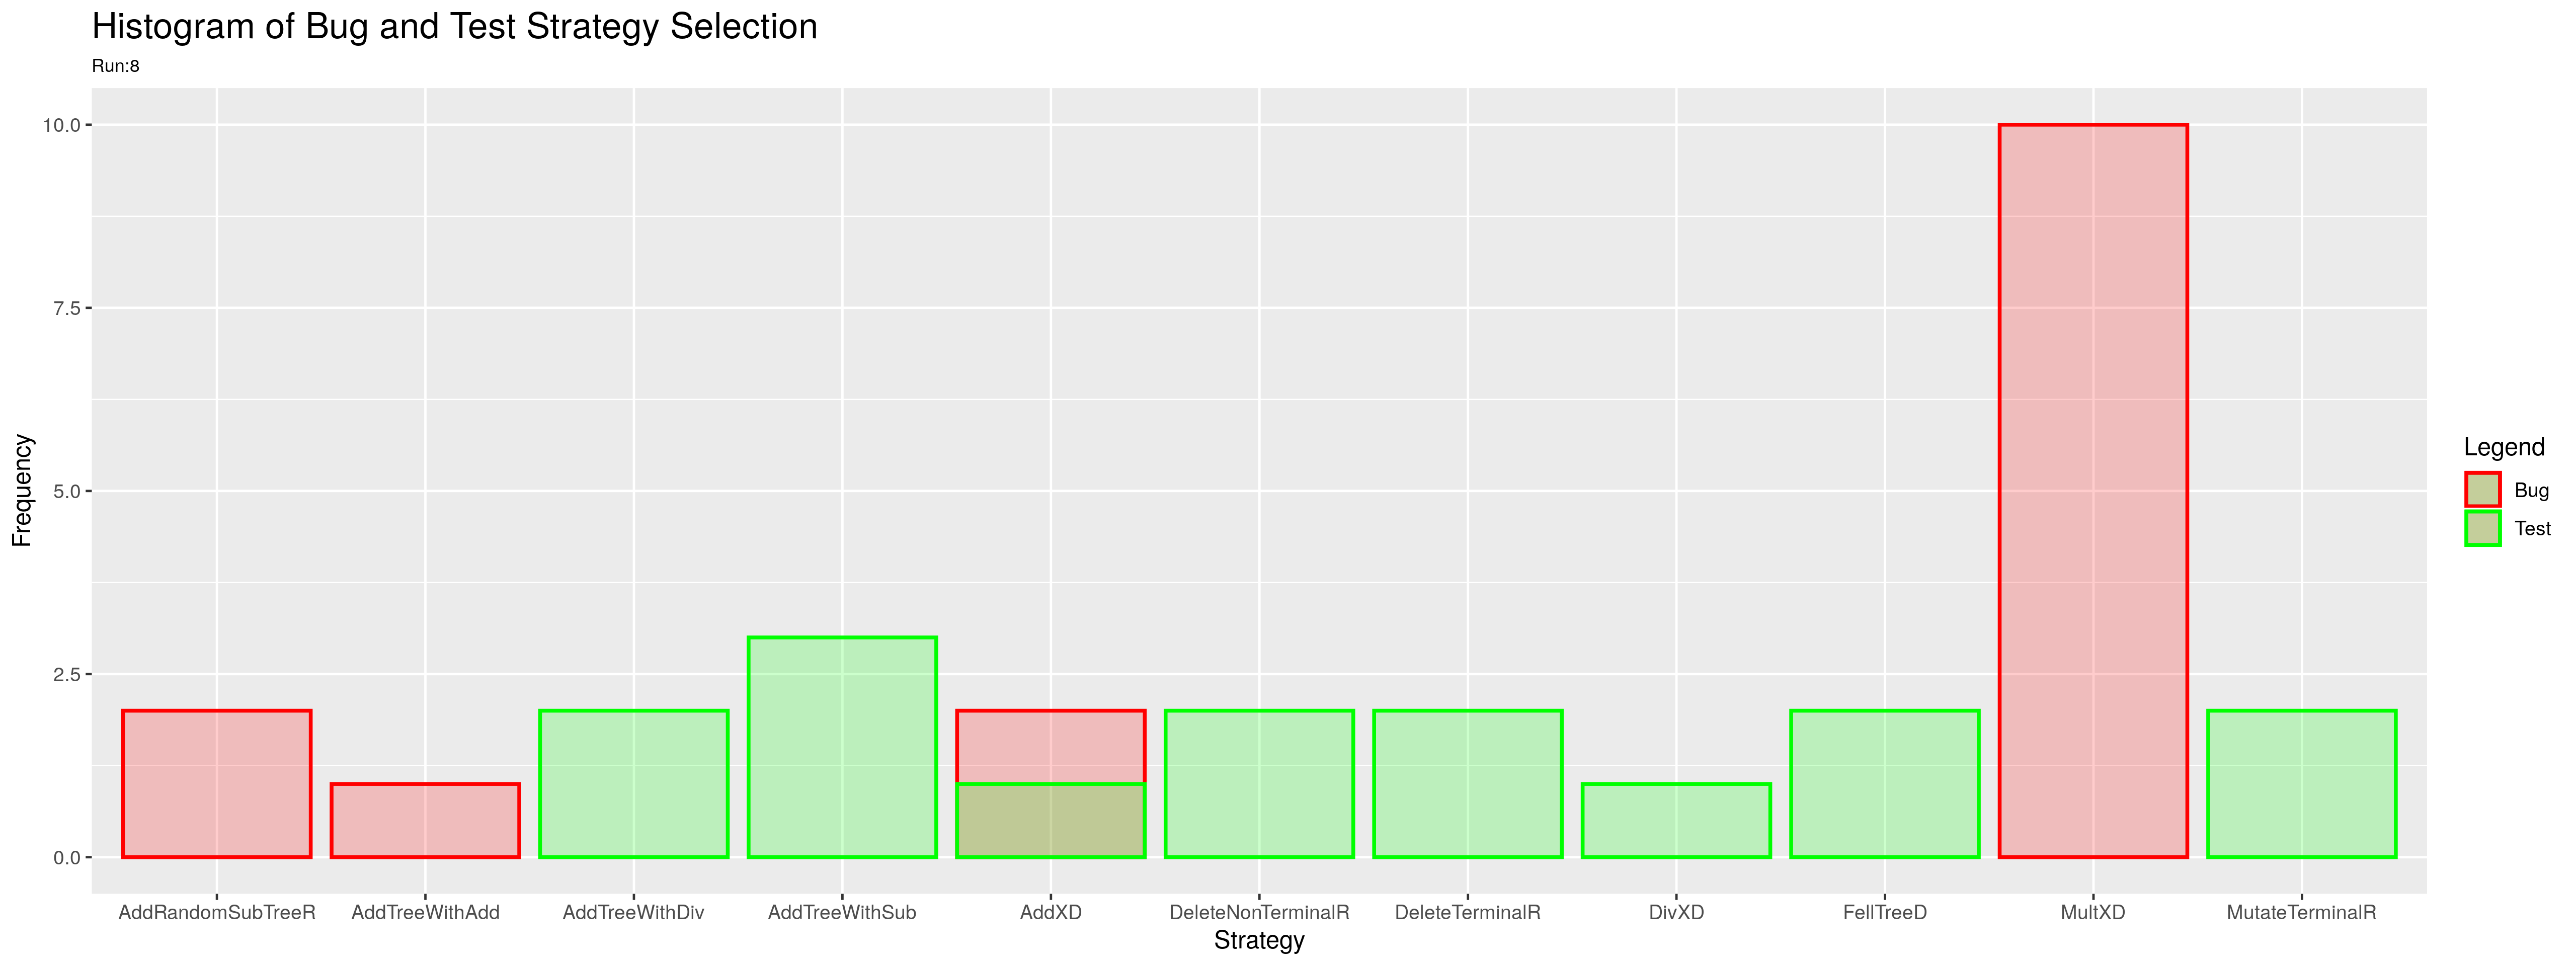 Histogram of Bug and Test Strategy Selection
Run:8
10.0
7.5
5.0
2.5
0.0
Frequency
AddRandomSubTreeR AddTreeWithAdd AddTreeWithDiv AddTreeWithSub AddXD DeleteNonTerminalR DeleteTerminalR DivXD FellTreeD MultXD MutateTerminalR
Strategy
Legend
Bug
Test